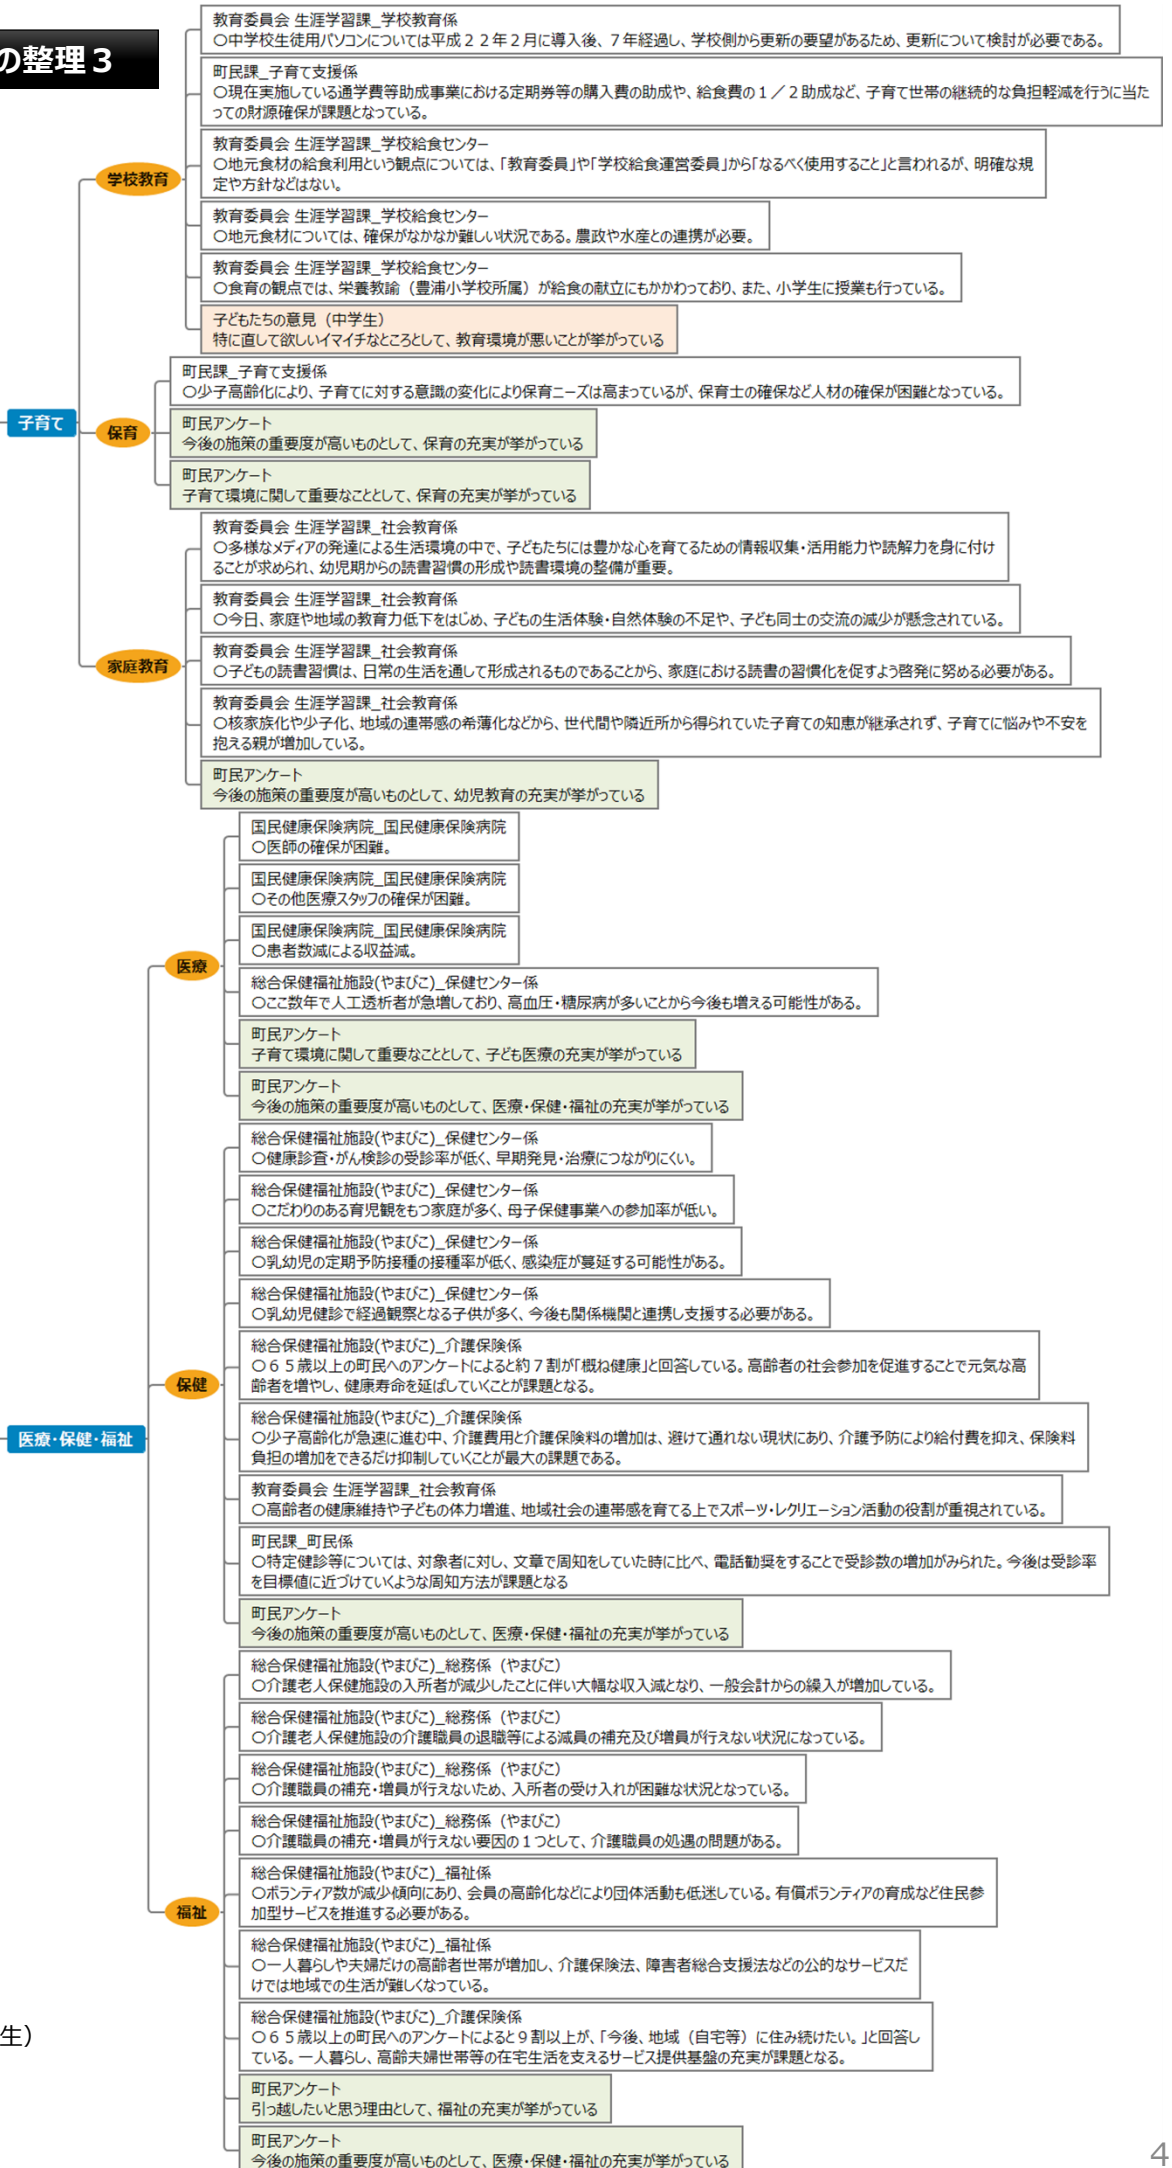 の整理３
子育て
学校教育
教育委員会 生涯学習課_学校教育係
〇中学校生徒用パソコンについては平成２２年２月に導入後、７年経過し、学校側から更新の要望があるため、更新について検討が必要である。
町民課_子育て支援係
〇現在実施している通学費等助成事業における定期券等の購入費の助成や、給食費の１／２助成など、子育て世帯の継続的な負担軽減を行うに当た
っての財源確保が課題となっている。
教育委員会 生涯学習課_学校給食センター
〇地元食材の給食利用という観点については、「教育委員」や「学校給食運営委員」から「なるべく使用すること」と言われるが、明確な規
定や方針などはない。
教育委員会 生涯学習課_学校給食センター
〇地元食材については、確保がなかなか難しい状況である。農政や水産との連携が必要。
教育委員会 生涯学習課_学校給食センター
〇食育の観点では、栄養教諭（豊浦小学校所属）が給食の献立にもかかわっており、また、小学生に授業も行っている。
子どもたちの意見（中学生）
特に直して欲しいイマイチなところとして、教育環境が悪いことが挙がっている
保育
町民課_子育て支援係
〇少子高齢化により、子育てに対する意識の変化により保育ニーズは高まっているが、保育士の確保など人材の確保が困難となっている。
町民アンケート
今後の施策の重要度が高いものとして、保育の充実が挙がっている
町民アンケート
子育て環境に関して重要なこととして、保育の充実が挙がっている
家庭教育
教育委員会 生涯学習課_社会教育係
〇多様なメディアの発達による生活環境の中で、子どもたちには豊かな心を育てるための情報収集・活用能力や読解力を身に付け
ることが求められ、幼児期からの読書習慣の形成や読書環境の整備が重要。
教育委員会 生涯学習課_社会教育係
〇今日、家庭や地域の教育力低下をはじめ、子どもの生活体験・自然体験の不足や、子ども同士の交流の減少が懸念されている。
教育委員会 生涯学習課_社会教育係
〇子どもの読書習慣は、日常の生活を通して形成されるものであることから、家庭における読書の習慣化を促すよう啓発に努める必要がある。
教育委員会 生涯学習課_社会教育係
〇核家族化や少子化、地域の連帯感の希薄化などから、世代間や隣近所から得られていた子育ての知恵が継承されず、子育てに悩みや不安を
抱える親が増加している。
町民アンケート
今後の施策の重要度が高いものとして、幼児教育の充実が挙がっている
医療・保健・福祉
医療
国民健康保険病院_国民健康保険病院
〇医師の確保が困難。
国民健康保険病院_国民健康保険病院
〇その他医療スタッフの確保が困難。
国民健康保険病院_国民健康保険病院
〇患者数減による収益減。
総合保健福祉施設(やまびこ)_保健センター係
〇ここ数年で人工透析者が急増しており、高血圧・糖尿病が多いことから今後も増える可能性がある。
町民アンケート
子育て環境に関して重要なこととして、子ども医療の充実が挙がっている
町民アンケート
今後の施策の重要度が高いものとして、医療・保健・福祉の充実が挙がっている
保健
総合保健福祉施設(やまびこ)_保健センター係
〇健康診査・がん検診の受診率が低く、早期発見・治療につながりにくい。
総合保健福祉施設(やまびこ)_保健センター係
〇こだわりのある育児観をもつ家庭が多く、母子保健事業への参加率が低い。
総合保健福祉施設(やまびこ)_保健センター係
〇乳幼児の定期予防接種の接種率が低く、感染症が蔓延する可能性がある。
総合保健福祉施設(やまびこ)_保健センター係
〇乳幼児健診で経過観察となる子供が多く、今後も関係機関と連携し支援する必要がある。
総合保健福祉施設(やまびこ)_介護保険係
〇６５歳以上の町民へのアンケートによると約７割が「概ね健康」と回答している。高齢者の社会参加を促進することで元気な高
齢者を増やし、健康寿命を延ばしていくことが課題となる。
総合保健福祉施設(やまびこ)_介護保険係
〇少子高齢化が急速に進む中、介護費用と介護保険料の増加は、避けて通れない現状にあり、介護予防により給付費を抑え、保険料
負担の増加をできるだけ抑制していくことが最大の課題である。
教育委員会 生涯学習課_社会教育係
〇高齢者の健康維持や子どもの体力増進、地域社会の連帯感を育てる上でスポーツ・レクリエーション活動の役割が重視されている。
町民課_町民係
〇特定健診等については、対象者に対し、文章で周知をしていた時に比べ、電話勧奨をすることで受診数の増加がみられた。今後は受診率
を目標値に近づけていくような周知方法が課題となる
町民アンケート
今後の施策の重要度が高いものとして、医療・保健・福祉の充実が挙がっている
福祉
総合保健福祉施設(やまびこ)_総務係（やまびこ）
〇介護老人保健施設の入所者が減少したことに伴い大幅な収入減となり、一般会計からの繰入が増加している。
総合保健福祉施設(やまびこ)_総務係（やまびこ）
〇介護老人保健施設の介護職員の退職等による減員の補充及び増員が行えない状況になっている。
総合保健福祉施設(やまびこ)_総務係（やまびこ）
〇介護職員の補充・増員が行えないため、入所者の受け入れが困難な状況となっている。
総合保健福祉施設(やまびこ)_総務係（やまびこ）
〇介護職員の補充・増員が行えない要因の１つとして、介護職員の処遇の問題がある。
総合保健福祉施設(やまびこ)_福祉係
〇ボランティア数が減少傾向にあり、会員の高齢化などにより団体活動も低迷している。有償ボランティアの育成など住民参
加型サービスを推進する必要がある。
総合保健福祉施設(やまびこ)_福祉係
〇一人暮らしや夫婦だけの高齢者世帯が増加し、介護保険法、障害者総合支援法などの公的なサービスだ
けでは地域での生活が難しくなっている。
総合保健福祉施設(やまびこ)_介護保険係
〇６５歳以上の町民へのアンケートによると９割以上が、「今後、地域（自宅等）に住み続けたい。」と回答し
ている。一人暮らし、高齢夫婦世帯等の在宅生活を支えるサービス提供基盤の充実が課題となる。
町民アンケート
引っ越したいと思う理由として、福祉の充実が挙がっている
町民アンケート
今後の施策の重要度が高いものとして、医療・保健・福祉の充実が挙がっている
生）
4